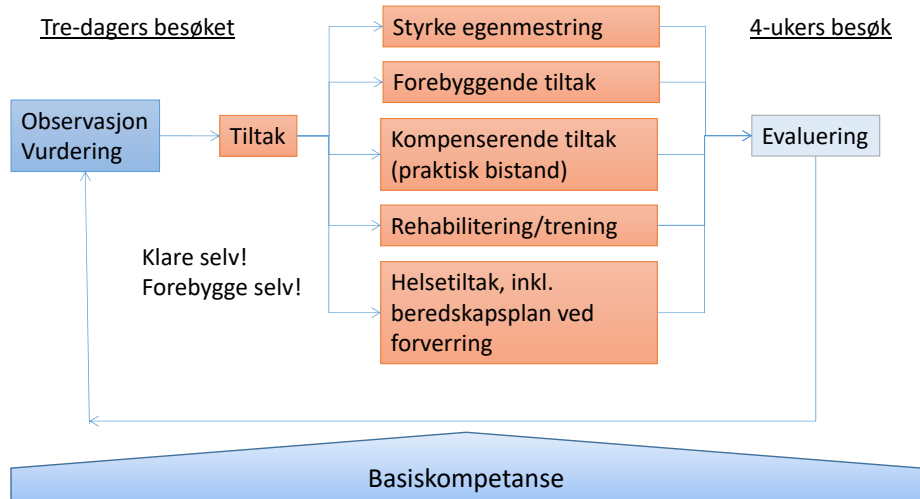 Tre-dagers besøket
4-ukers besøk
Observasjon
Vurdering
Tiltak
Styrke egenmestring
Forebyggende tiltak
Kompenserende tiltak
(praktisk bistand)
Rehabilitering/trening
Helsetiltak, inkl.
beredskapsplan ved
forverring
Evaluering
Klare selv!
Forebygge selv!
Basiskompetanse